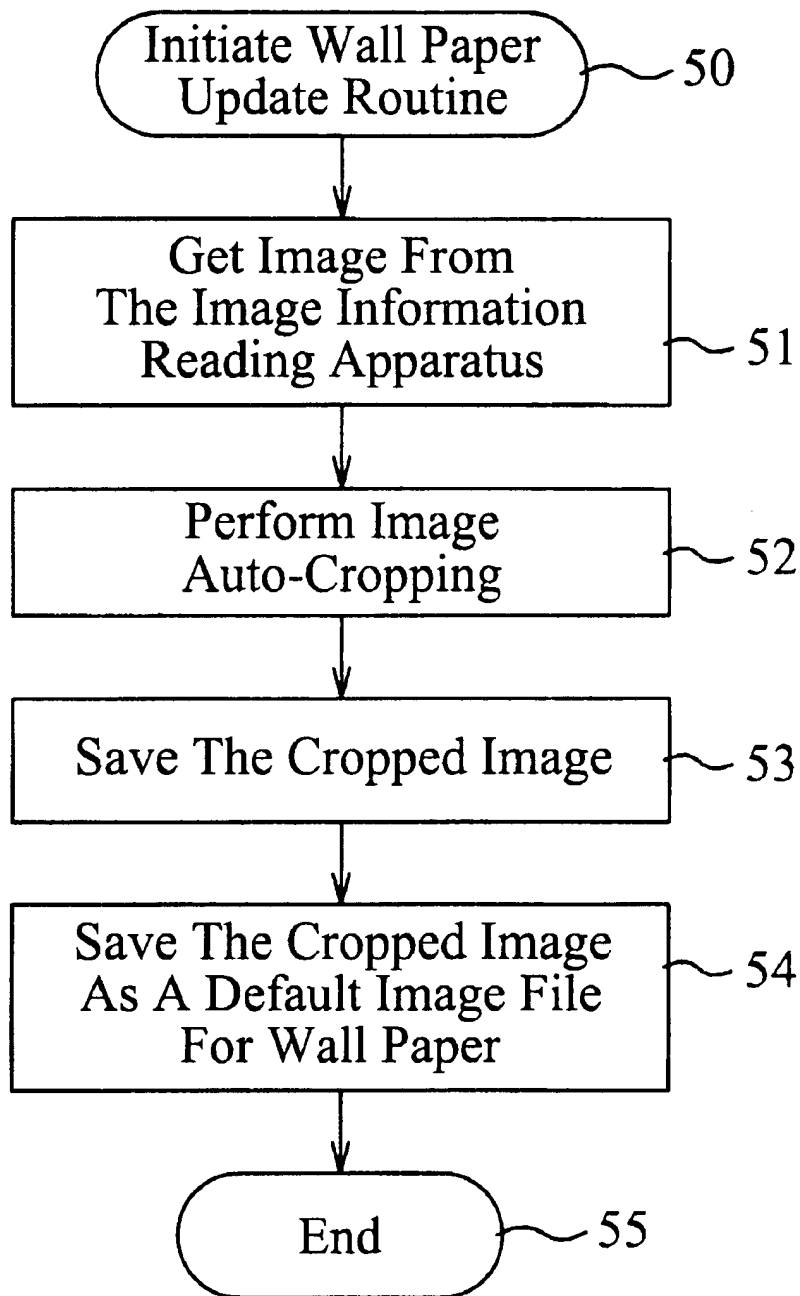 Initiate Wall Paper
Update Routine
50
Get Image From
The Image Information
Reading Apparatus
51
Perform Image
Auto-Cropping
52
Save The Cropped Image
53
Save The Cropped Image
As A Default Image File
For Wall Paper
54
End
55